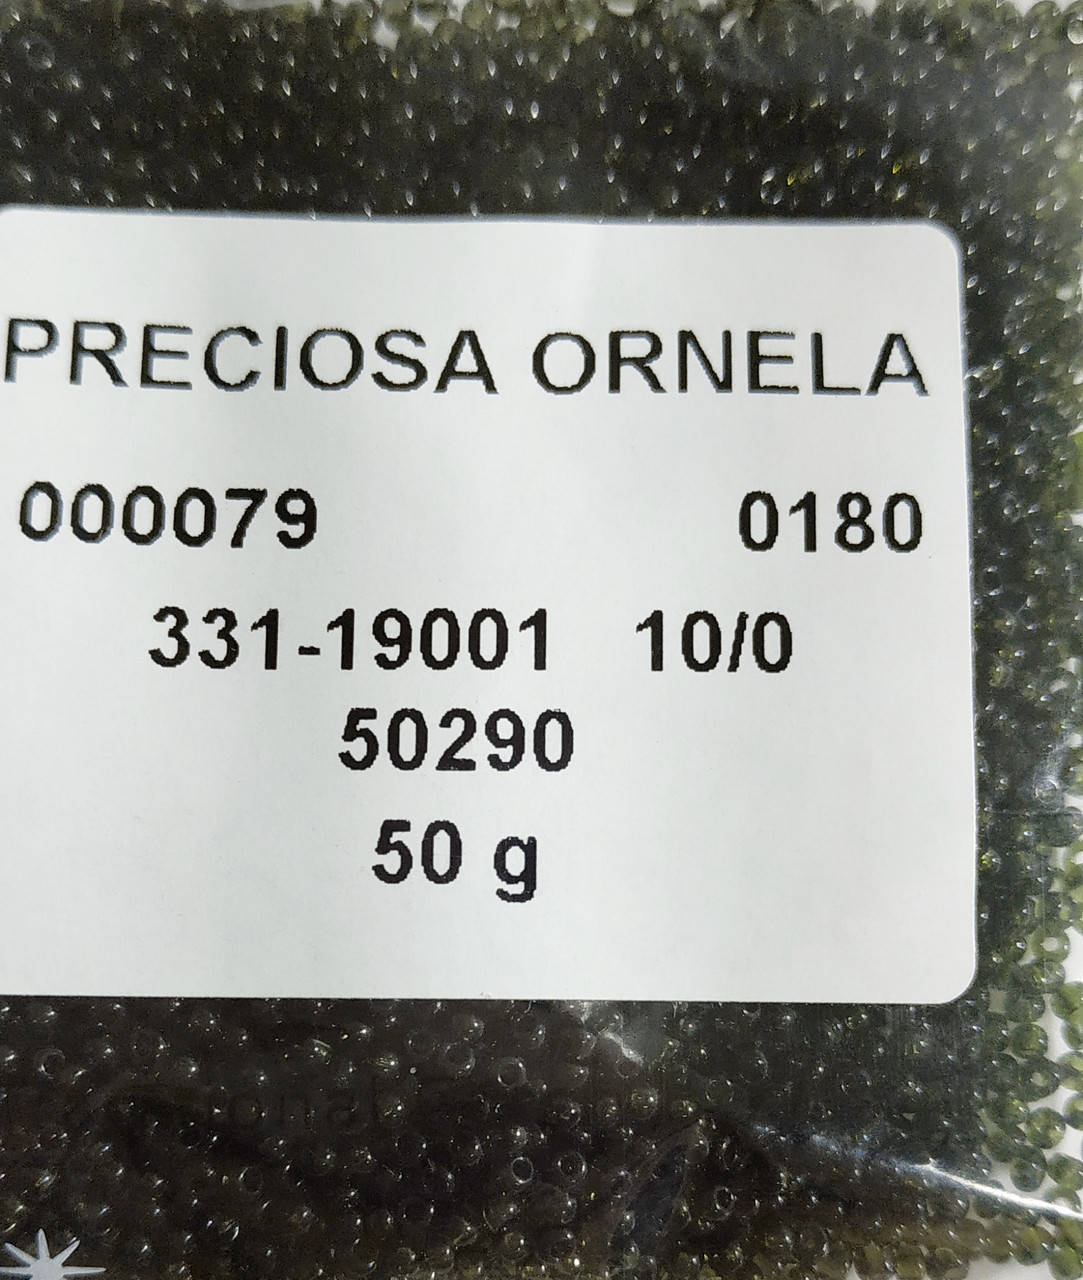 PRECIOSA ORNELA
000079 0180
331-19001 10/0
50290
50 g